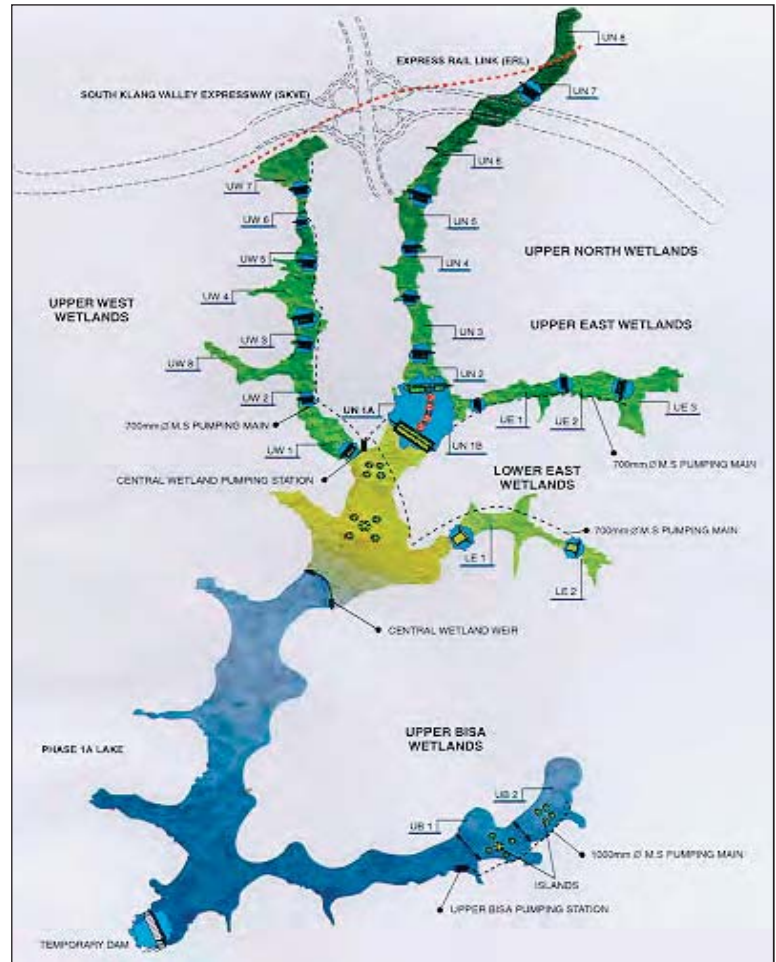 UN 8
EXPRESS RAIL LINK (ERL)
SOUTH KLANG VALLEY EXPRESSWAY (SKVE)
UN 7
UN 6
UW 7
UW 6
UN 5
UW 5
UN 4
UPPER NORTH WETLANDS
UPPER WEST
WETLANDS
UW 4
UN 3
UPPER EAST WETLANDS
UW 3
UW 8
UN 2
UW 2
UN 1A
UE 1
UE 2
UE 3
700mm Ø M.S PUMPING MAIN
UW 1
UN 1B
700mm Ø M.S PUMPING MAIN
CENTRAL WETLAND PUMPING STATION
LOWER EAST
WETLANDS
700mm Ø M.S PUMPING MAIN
LE 1
LE 2
CENTRAL WETLAND WEIR
UPPER BISA
WETLANDS
PHASE 1A LAKE
UB 2
UB 1
1000mm Ø M.S PUMPING MAIN
ISLANDS
UPPER BISA PUMPING STATION
TEMPORARY DAM